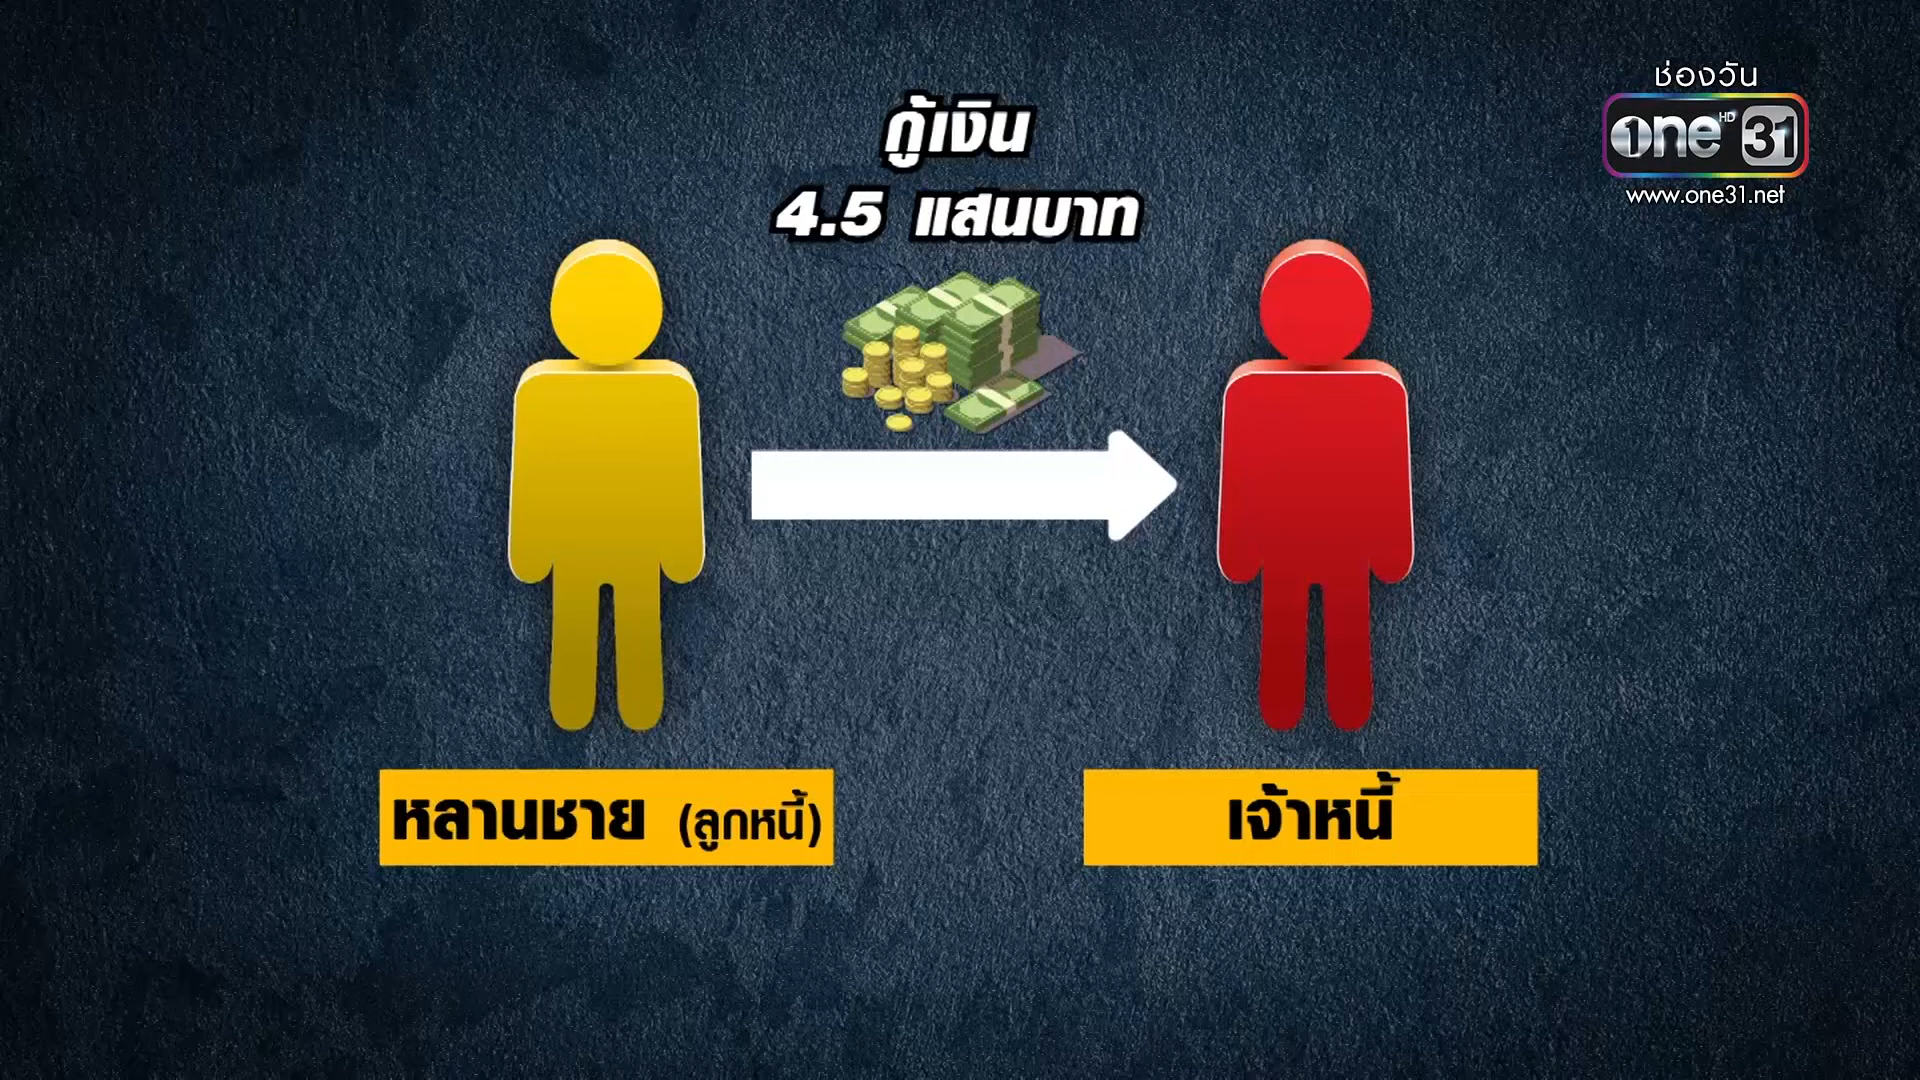 ช่องวัน
one HD 31
www.one31.net
กู้เงิน
4.5 แสนบาท
หลานชาย (ลูกหนี้)
เจ้าหนี้